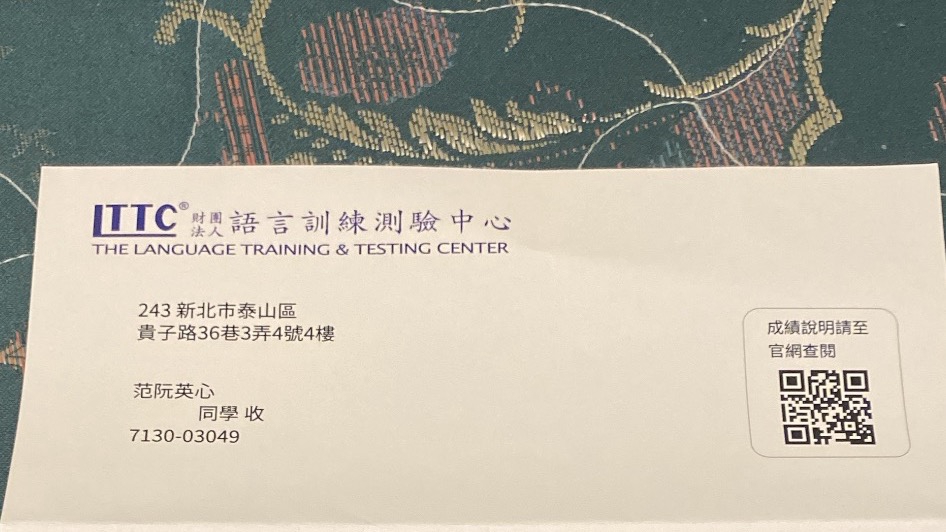 LTTC® 財團法人 語言訓練測驗中心
THE LANGUAGE TRAINING & TESTING CENTER
243 新北市泰山區
貴子路36巷3弄4號4樓
范阮英心
同學 收
7130-03049
成績說明請至
官網查閱